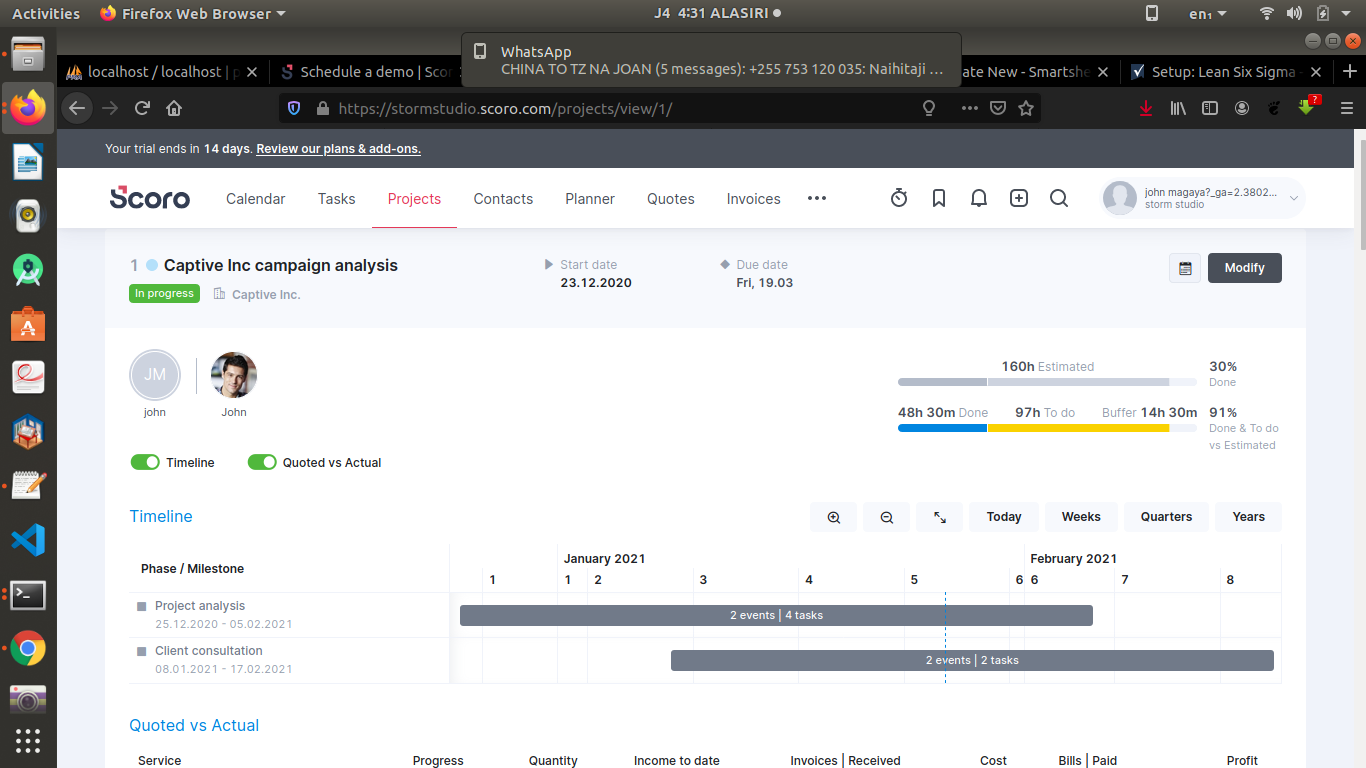 Activities Firefox Web Browser J4 4:31 ALASIRI en₁
WhatsApp
CHINA TO TZ NA JOAN (5 messages): +255 753 120 035: Naihitaji ...
localhost / localhost | p Schedule a demo | Scor ate New - Smartshe Setup: Lean Six Sigma -
https://stormstudio.scoro.com/projects/view/1/
?
Your trial ends in 14 days. Review our plans & add-ons.
Scoro Calendar Tasks Projects Contacts Planner Quotes Invoices ••• john magaya?_ga=2.3802...
storm studio
1 Captive Inc campaign analysis Start date Due date Modify
23.12.2020 Fri, 19.03
In progress Captive Inc.
JM
john John
160h Estimated 30%
Done
48h 30m Done 97h To do Buffer 14h 30m 91%
Done & To do
vs Estimated
Timeline Quoted vs Actual
Timeline Today Weeks Quarters Years
Phase / Milestone January 2021 February 2021
1 1 2 3 4 5 6 6 7 8
Project analysis
25.12.2020 - 05.02.2021
2 events | 4 tasks
Client consultation
08.01.2021 - 17.02.2021
2 events | 2 tasks
Quoted vs Actual
Service Progress Quantity Income to date Invoices | Received Cost Bills | Paid Profit